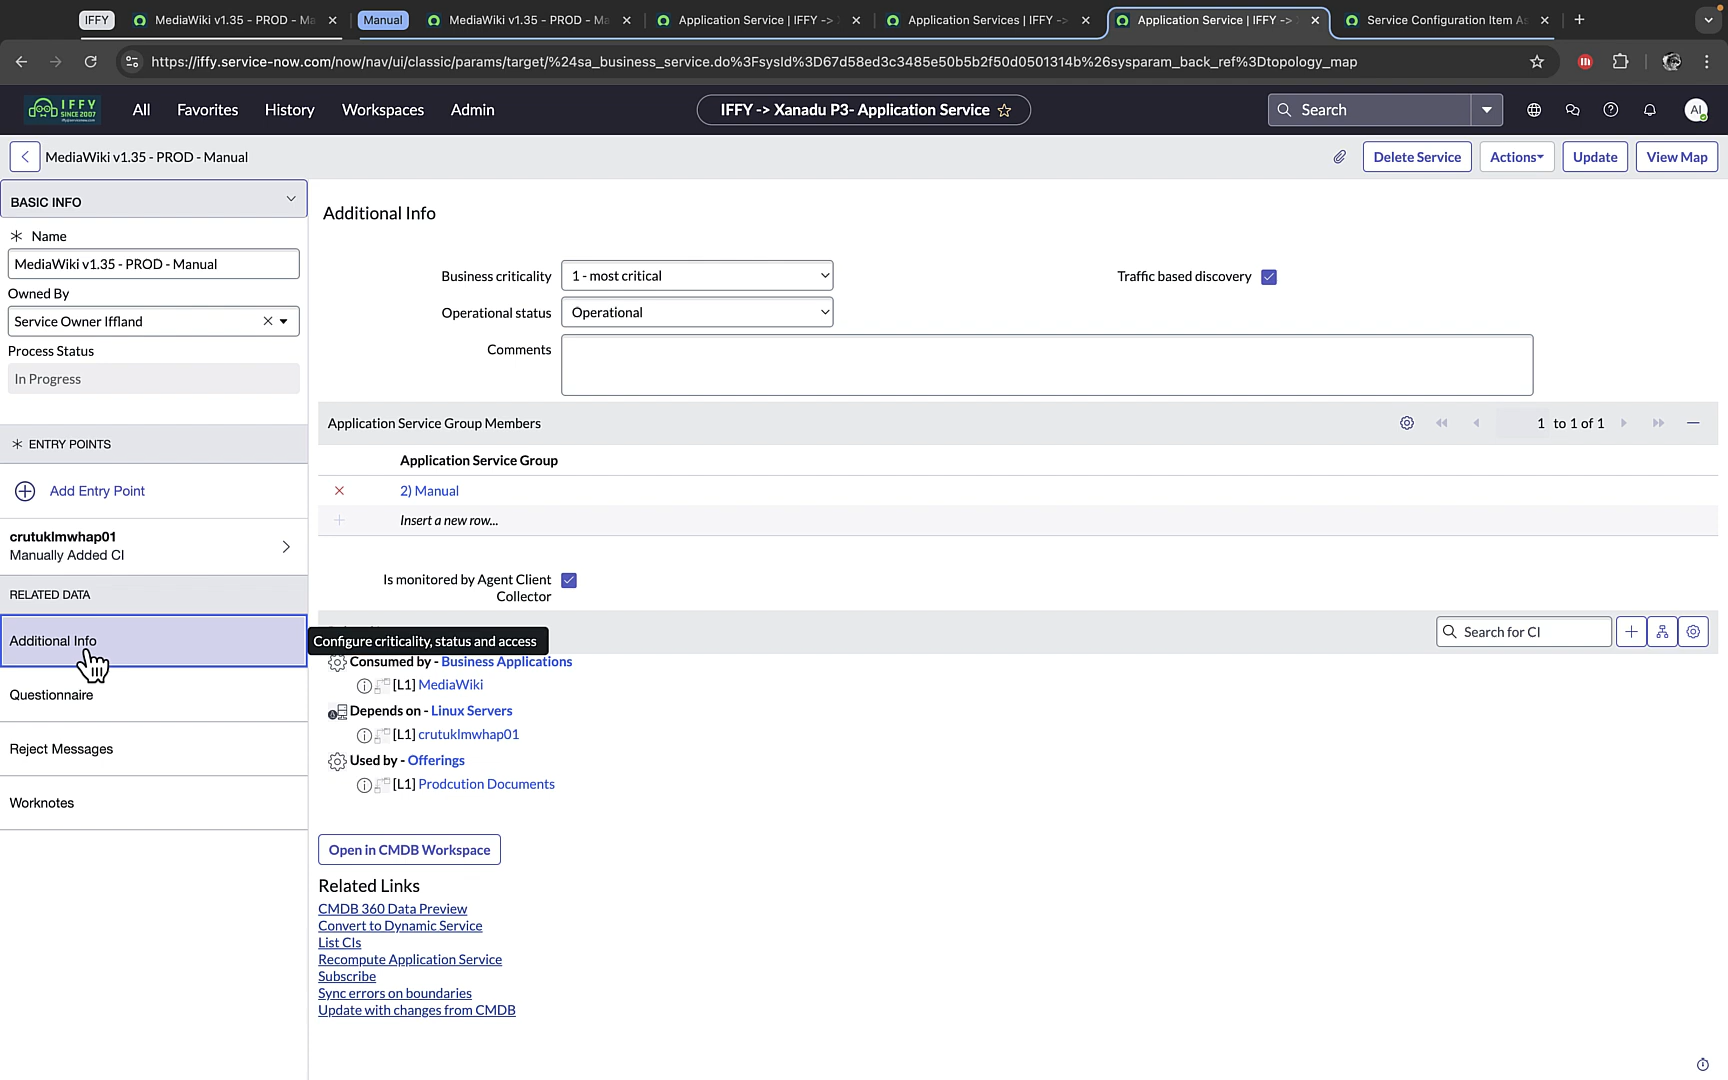 IFFY
MediaWiki v1.35 - PROD - Ma
Manual
MediaWiki v1.35 - PROD - Ma
Application Service | IFFY ->
Application Services | IFFY ->
Application Service | IFFY ->
Service Configuration Item As
https://iffy.service-now.com/now/nav/ui/classic/params/target/%24sa_business_service.do%3FsysId%3D67d58ed3c3485e50b5b2f50d0501314b%26sysparam_back_ref%3Dtopology_map
IFFY
SINCE 2007
All
Favorites
History
Workspaces
Admin
IFFY -> Xanadu P3- Application Service
Search
AI
MediaWiki v1.35 - PROD - Manual
Delete Service
Actions
Update
View Map
BASIC INFO
Name
MediaWiki v1.35 - PROD - Manual
Owned By
Service Owner Iffland
Process Status
In Progress
ENTRY POINTS
Add Entry Point
crutuklmwhap01
Manually Added CI
RELATED DATA
Additional Info
Questionnaire
Reject Messages
Worknotes
Additional Info
Business criticality
1 - most critical
Traffic based discovery
Operational status
Operational
Comments
Application Service Group Members
1 to 1 of 1
Application Service Group
2) Manual
Insert a new row...
Is monitored by Agent Client
Collector
Configure criticality, status and access
Search for CI
Consumed by - Business Applications
[L1] MediaWiki
Depends on - Linux Servers
[L1] crutuklmwhap01
Used by - Offerings
[L1] Prodcution Documents
Open in CMDB Workspace
Related Links
CMDB 360 Data Preview
Convert to Dynamic Service
List CIs
Recompute Application Service
Subscribe
Sync errors on boundaries
Update with changes from CMDB